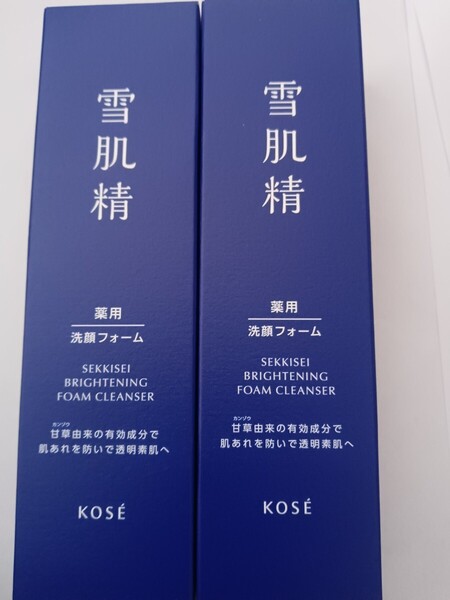 雪肌精
薬用
洗顔フォーム
SEKKISEI
BRIGHTENING
FOAM CLEANSER
カンゾウ
甘草由来の有効成分で
肌あれを防いで透明素肌へ
KOSÉ
雪肌精
薬用
洗顔フォーム
SEKKISEI
BRIGHTENING
FOAM CLEANSER
カンゾウ
甘草由来の有効成分で
肌あれを防いで透明素肌へ
KOSÉ